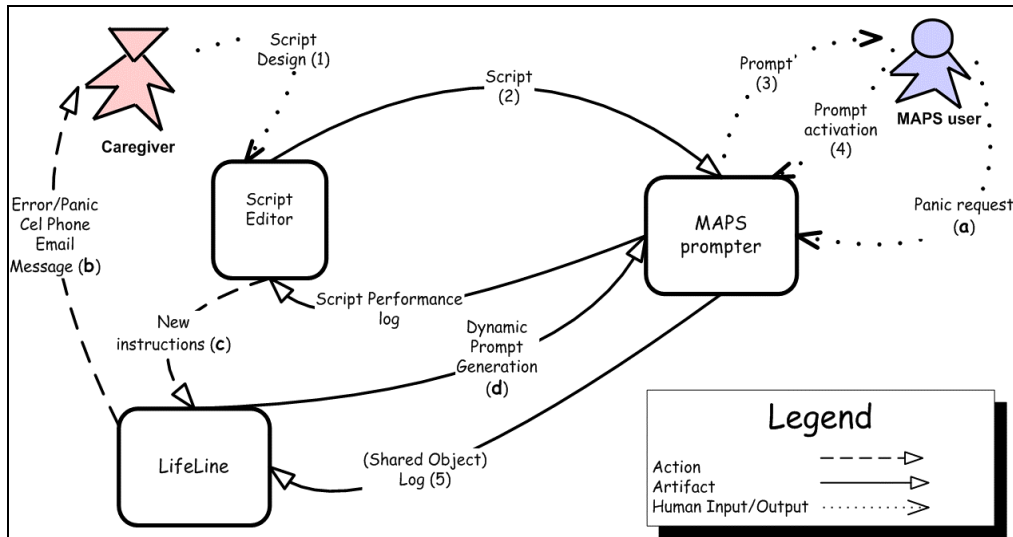 Script
Design (1)
Script
(2)
Prompt
(3)
Prompt
activation
(4)
MAPS user
Caregiver
Panic request
(a)
Error/Panic
Cel Phone
Email
Message (b)
Script
Editor
MAPS
prompter
Script Performance
log
New
instructions (c)
Dynamic
Prompt
Generation
(d)
LifeLine
(Shared Object)
Log (5)
Legend
Action
Artifact
Human Input/Output